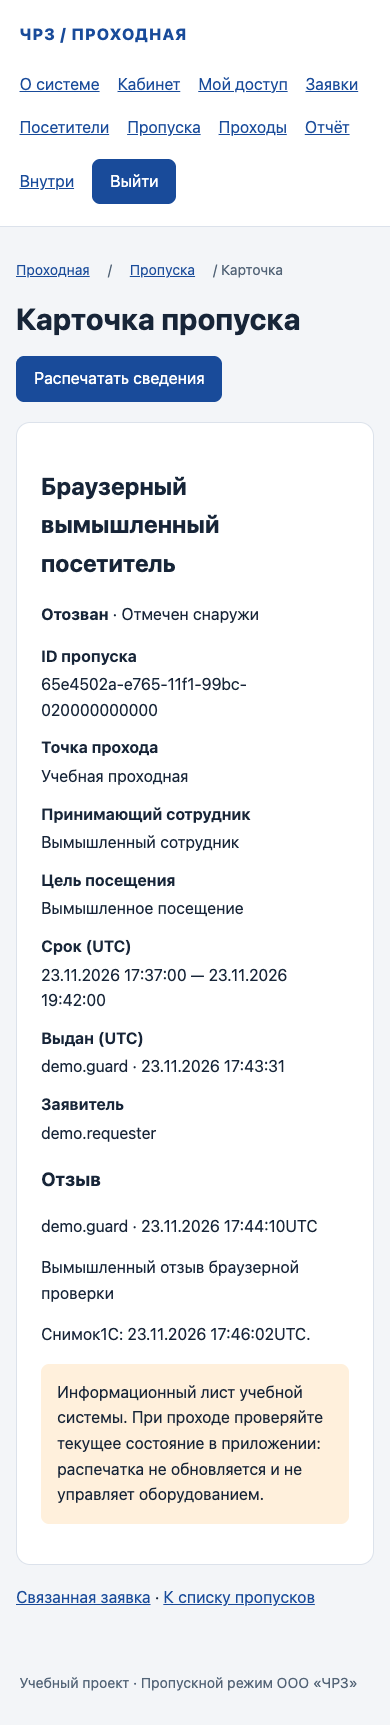 ЧРЗ / ПРОХОДНАЯ
О системе Кабинет Мой доступ Заявки
Посетители Пропуска Проходы Отчёт
Внутри Выйти
Проходная / Пропуска / Карточка
Карточка пропуска
Распечатать сведения
Браузерный
вымышленный
посетитель
Отозван · Отмечен снаружи
ID пропуска
65e4502a-e765-11f1-99bc-
020000000000
Точка прохода
Учебная проходная
Принимающий сотрудник
Вымышленный сотрудник
Цель посещения
Вымышленное посещение
Срок (UTC)
23.11.2026 17:37:00 — 23.11.2026
19:42:00
Выдан (UTC)
demo.guard · 23.11.2026 17:43:31
Заявитель
demo.requester
Отзыв
demo.guard · 23.11.2026 17:44:10UTC
Вымышленный отзыв браузерной
проверки
Снимок1С: 23.11.2026 17:46:02UTC.
Информационный лист учебной
системы. При проходе проверяйте
текущее состояние в приложении:
распечатка не обновляется и не
управляет оборудованием.
Связанная заявка · К списку пропусков
Учебный проект · Пропускной режим ООО «ЧРЗ»